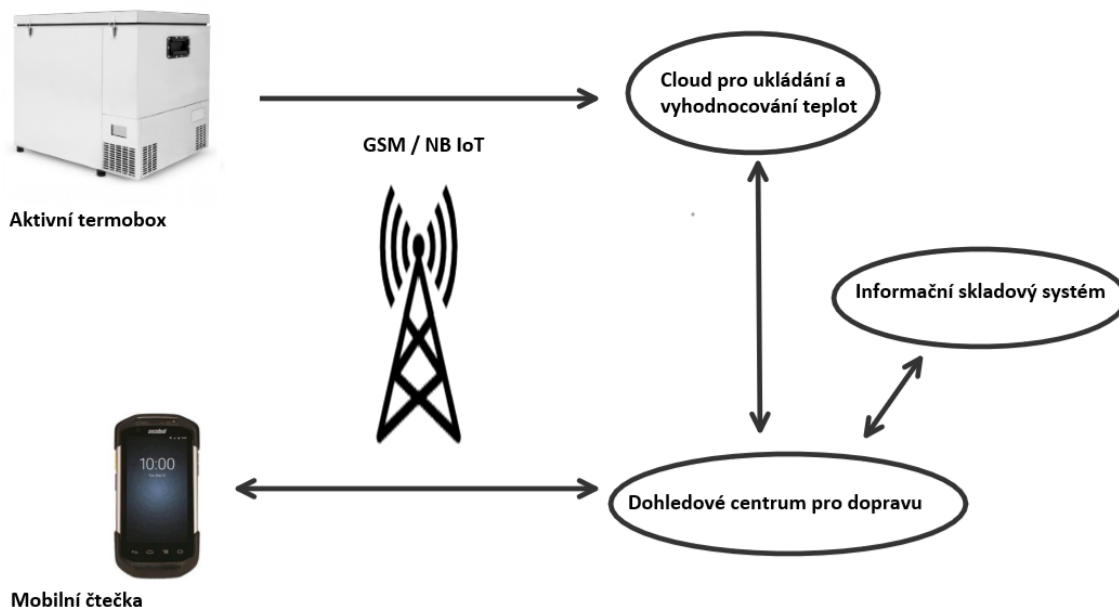 Cloud pro ukládání a
vyhodnocování teplot
GSM / NB IoT
Aktivní termobox
Informační skladový systém
10:00
Dohledové centrum pro dopravu
Mobilní čtečka